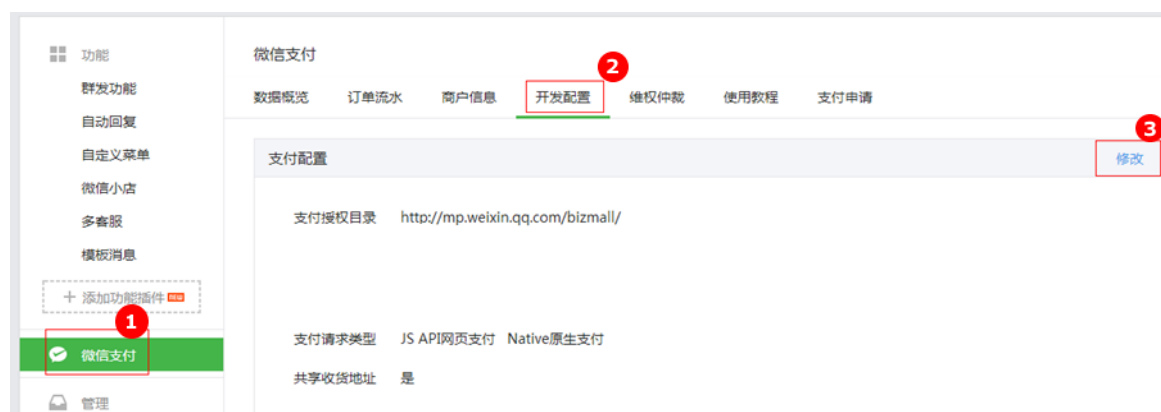 功能
群发功能
自动回复
自定义菜单
微信小店
多客服
模板消息
+ 添加功能插件 NEW
1
微信支付
管理
微信支付
2
数据概览 订单流水 商户信息 开发配置 维权仲裁 使用教程 支付申请
3
支付配置 修改
支付授权目录 http://mp.weixin.qq.com/bizmall/
支付请求类型 JS API网页支付 Native原生支付
共享收货地址 是